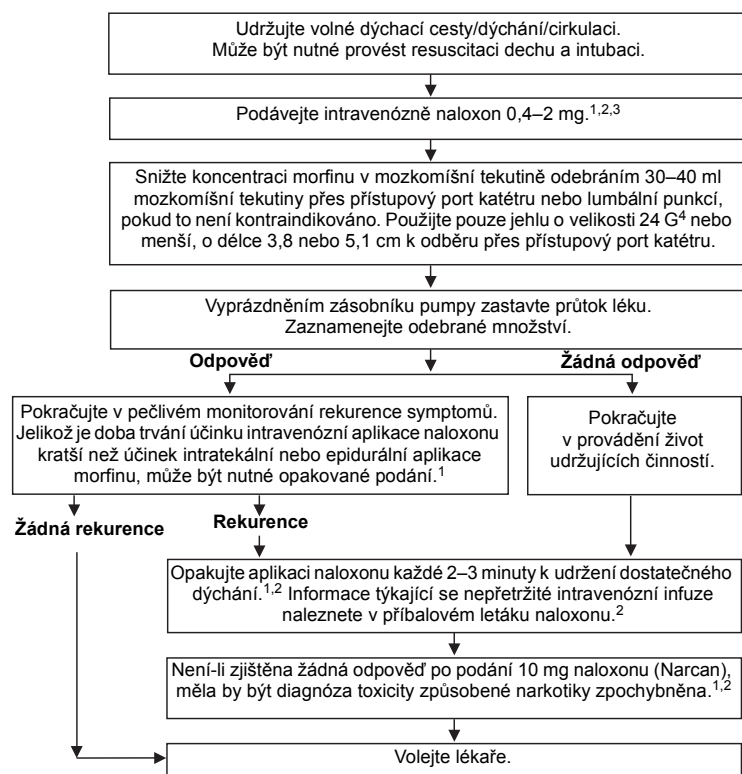 Udržujte volné dýchací cesty/dýchání/cirkulaci.
Může být nutné provést resuscitaci dechu a intubaci.
Podávejte intravenózně naloxon 0,4–2 mg.1,2,3
Snižte koncentraci morfinu v mozkomíšní tekutině odebráním 30–40 ml
mozkomíšní tekutiny přes přístupový port katétru nebo lumbální punkcí,
pokud to není kontraindikováno. Použijte pouze jehlu o velikosti 24 G4 nebo
menší, o délce 3,8 nebo 5,1 cm k odběru přes přístupový port katétru.
Vyprázdněním zásobníku pumpy zastavte průtok léku.
Zaznamenejte odebrané množství.
Odpověď
Žádná odpověď
Pokračujte v pečlivém monitorování rekurence symptomů.
Jelikož je doba trvání účinku intravenózní aplikace naloxonu
kratší než účinek intratekální nebo epidurální aplikace
morfinu, může být nutné opakované podání.1
Pokračujte
v provádění život
udržujících činností.
Žádná rekurence
Rekurence
Opakujte aplikaci naloxonu každé 2–3 minuty k udržení dostatečného
dýchání.1,2 Informace týkající se nepřetržité intravenózní infuze
naleznete v příbalovém letáku naloxonu.2
Není-li zjištěna žádná odpověď po podání 10 mg naloxonu (Narcan),
měla by být diagnóza toxicity způsobené narkotiky zpochybněna.1,2
Volejte lékaře.